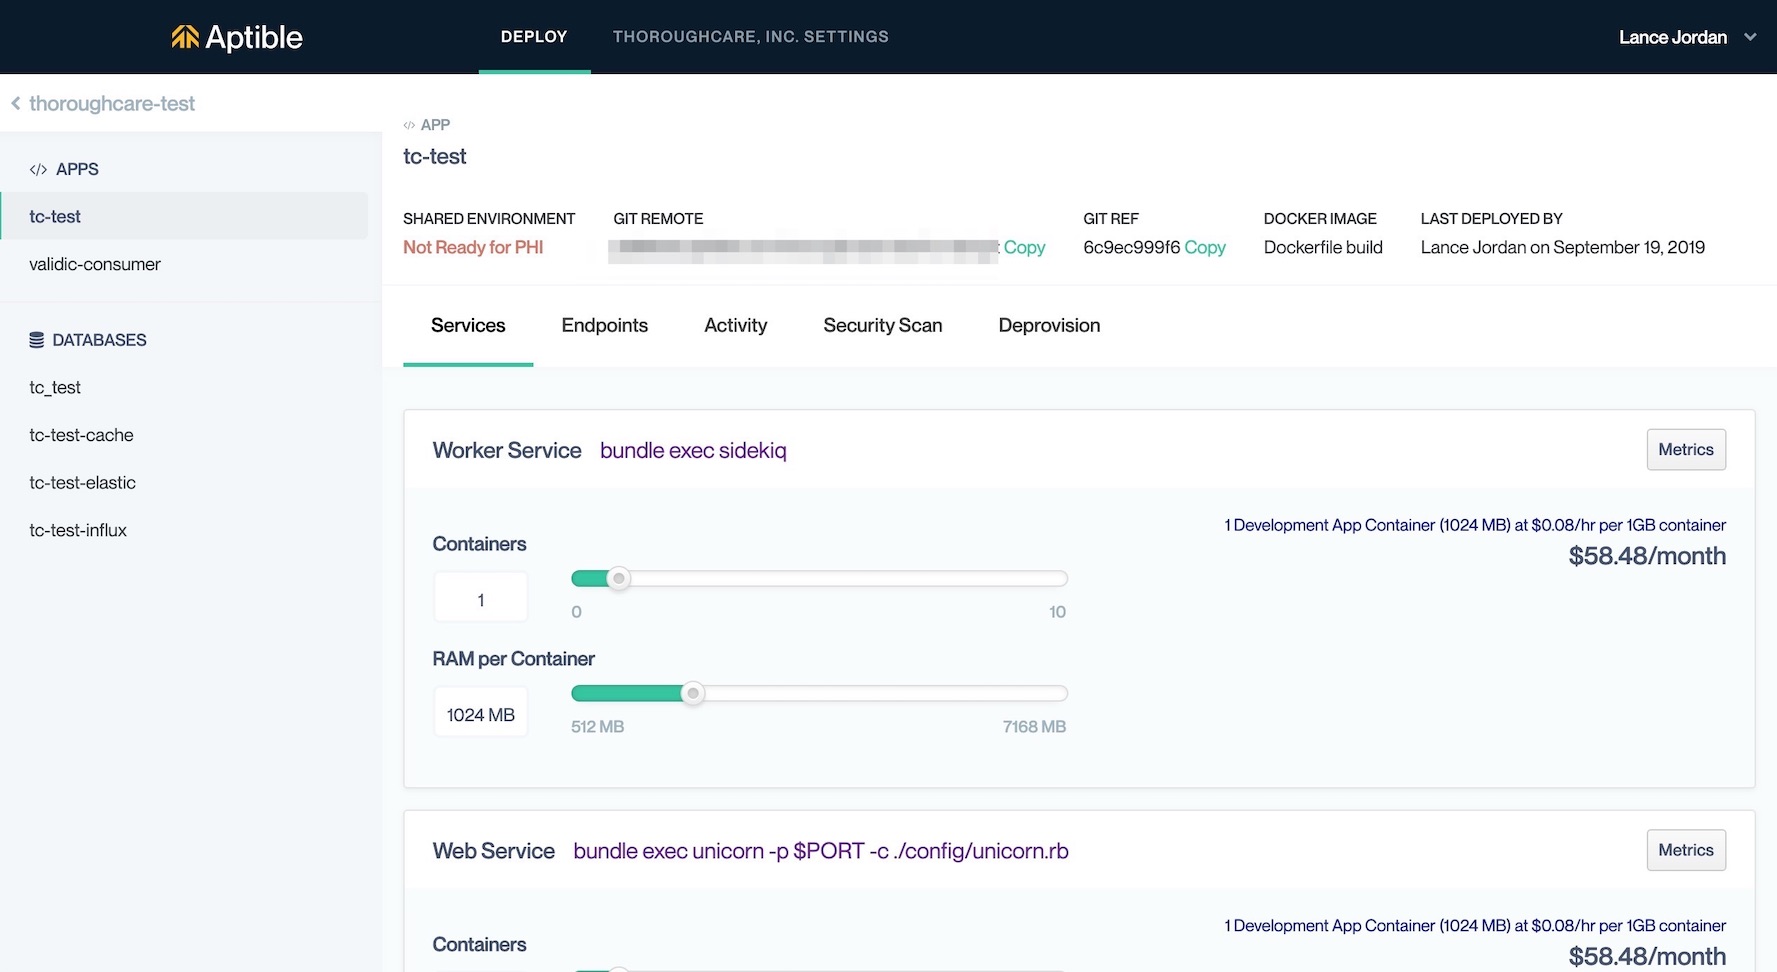 Aptible
DEPLOY
THOROUGHCARE, INC. SETTINGS
Lance Jordan
thoroughcare-test
</> APPS
tc-test
validic-consumer
DATABASES
tc_test
tc-test-cache
tc-test-elastic
tc-test-influx
</> APP
tc-test
SHARED ENVIRONMENT
Not Ready for PHI
GIT REMOTE
Copy
GIT REF
6c9ec999f6 Copy
DOCKER IMAGE
Dockerfile build
LAST DEPLOYED BY
Lance Jordan on September 19, 2019
Services
Endpoints
Activity
Security Scan
Deprovision
Worker Service bundle exec sidekiq
Metrics
1 Development App Container (1024 MB) at $0.08/hr per 1GB container
$58.48/month
Containers
1
0
10
RAM per Container
1024 MB
512 MB
7168 MB
Web Service bundle exec unicorn -p $PORT -c ./config/unicorn.rb
Metrics
1 Development App Container (1024 MB) at $0.08/hr per 1GB container
$58.48/month
Containers